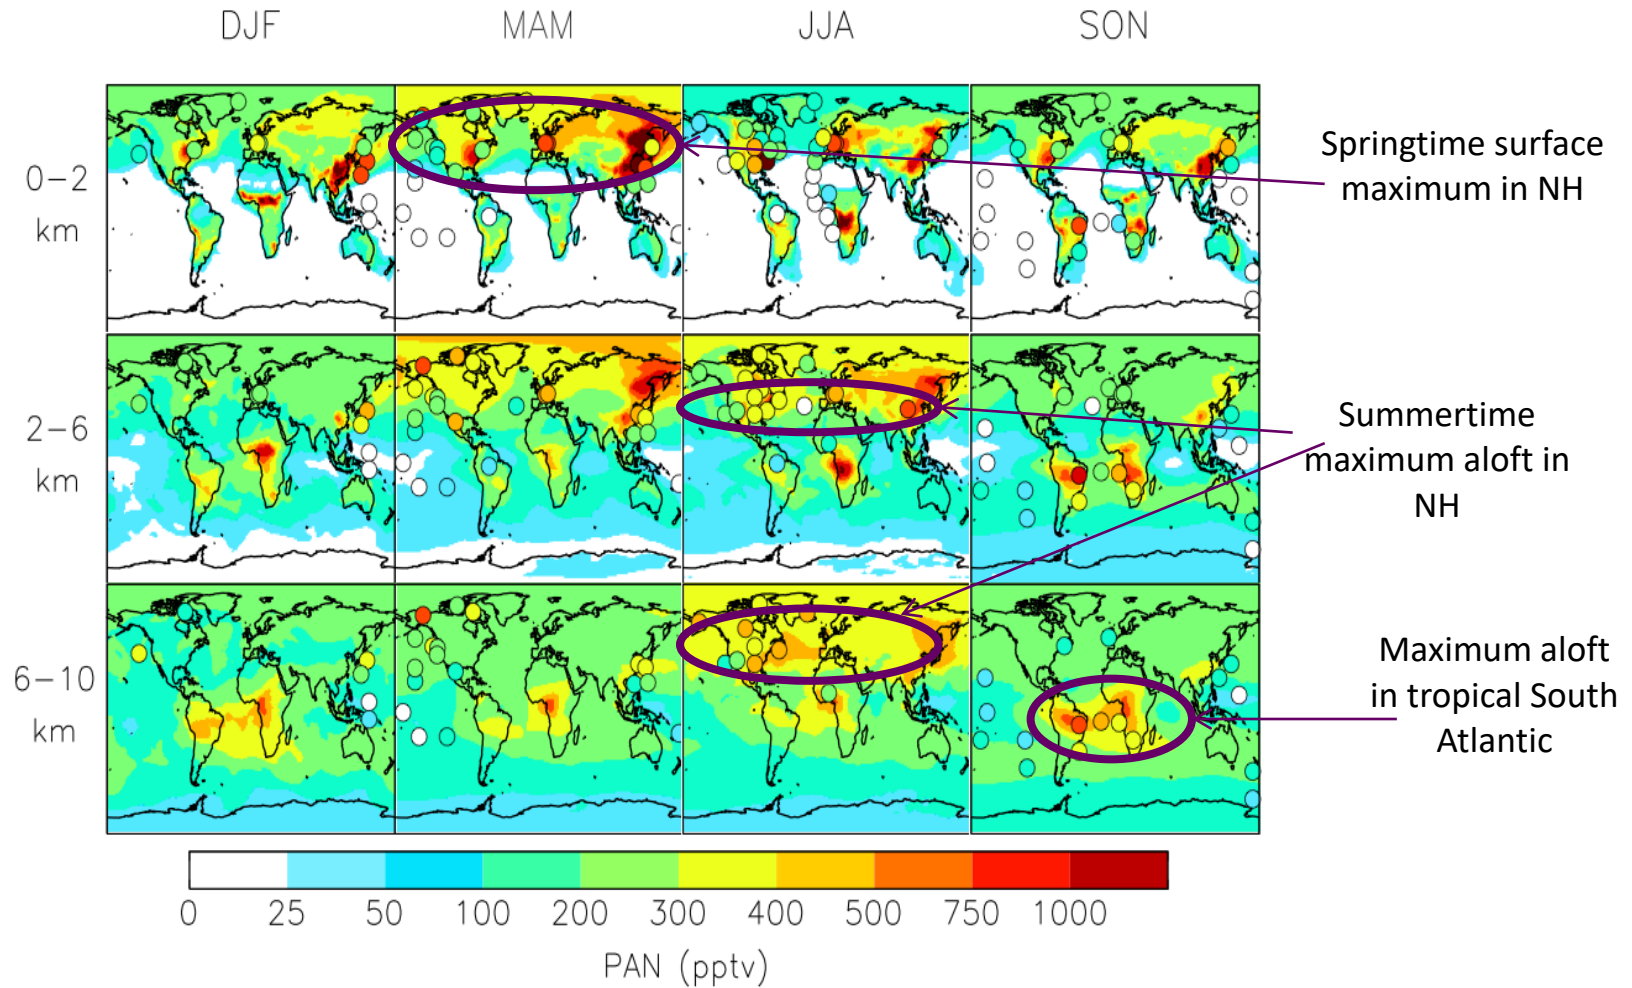 DJF
MAM
JJA
SON
0-2
km
Springtime surface
maximum in NH
2-6
km
Summertime
maximum aloft in
NH
6-10
km
Maximum aloft
in tropical South
Atlantic
0 25 50 100 200 300 400 500 750 1000
PAN (pptv)